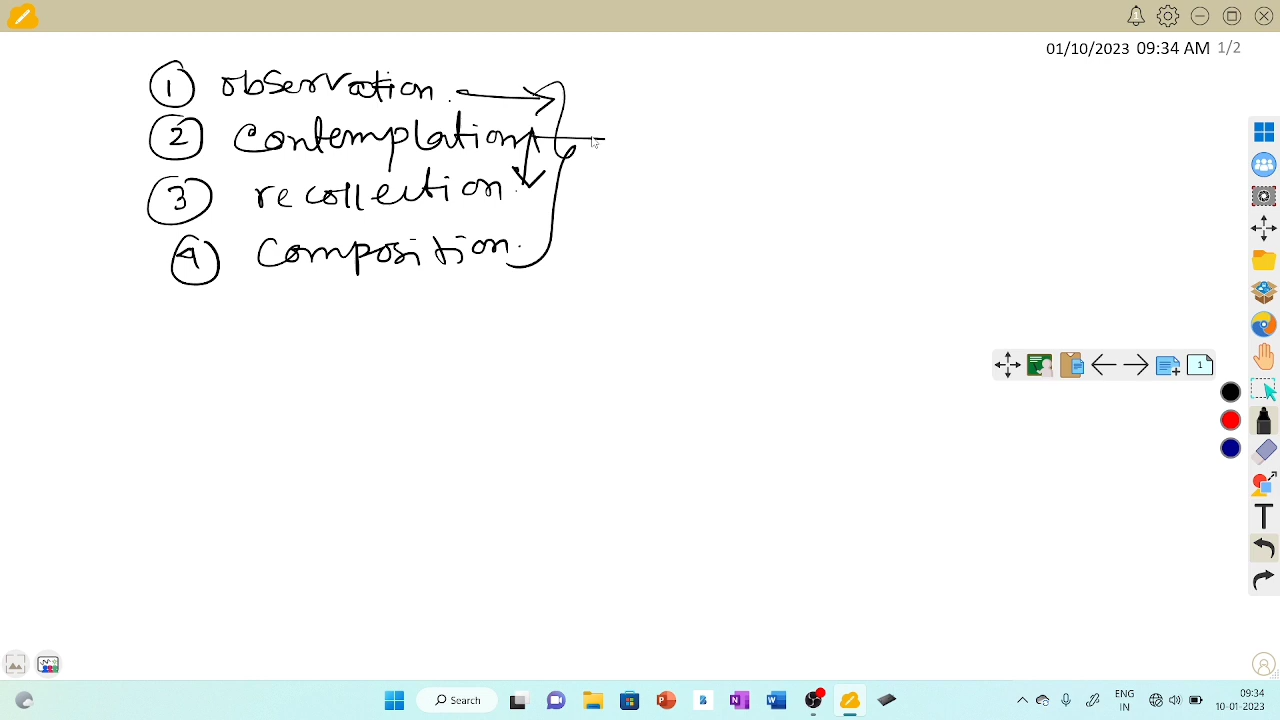 01/10/2023 09:34 AM 1/2
1 observation.
2 Contemplation
3 recollection.
4 Composition.
1
T
Search
ENG
IN
09:34
10-01-2023